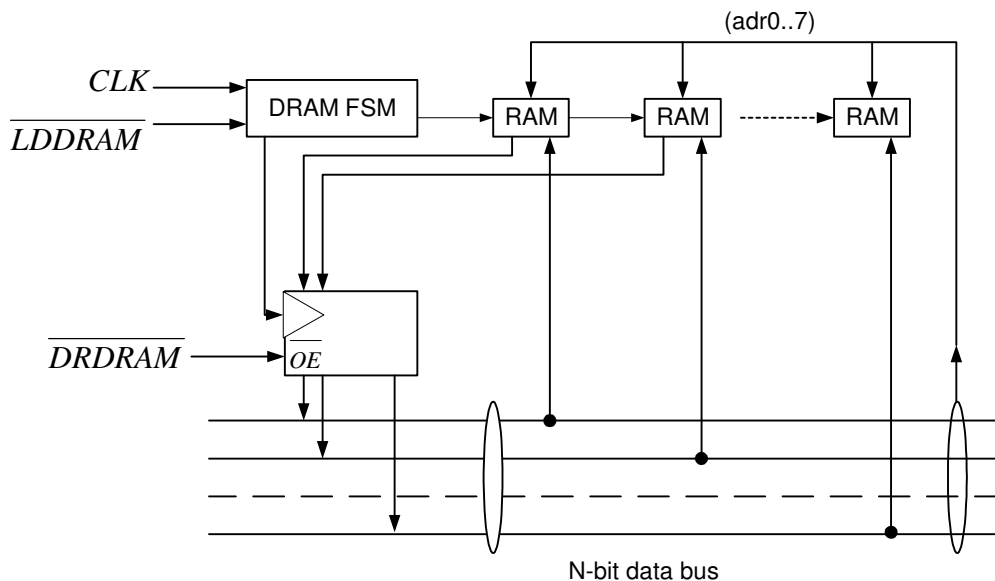 (adr0..7)
CLK
DRAM FSM
RAM
RAM
RAM
LDDRAM
DRDRAM
OE
N-bit data bus